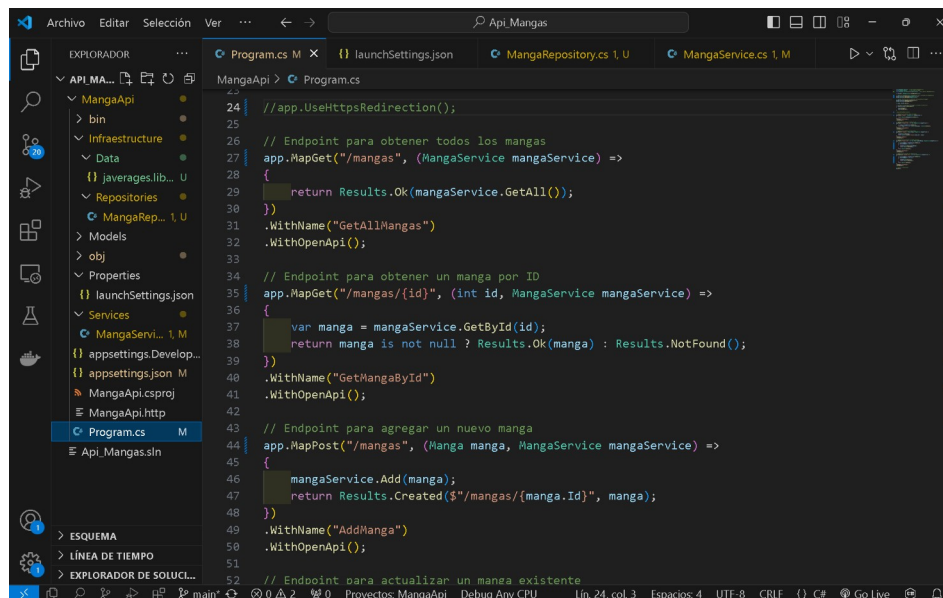 Archivo Editar Selección Ver ··· Api_Mangas
EXPLORADOR ···
API_MA...
MangaApi
bin
Infraestructure
Data
javerages.lib... U
Repositories
MangaRep... 1, U
Models
obj
Properties
launchSettings.json
Services
MangaServi... 1, M
appsettings.Develop...
appsettings.json M
MangaApi.csproj
MangaApi.http
Program.cs M
Api_Mangas.sln
ESQUEMA
LÍNEA DE TIEMPO
EXPLORADOR DE SOLUCI...
Program.cs M launchSettings.json MangaRepository.cs 1, U MangaService.cs 1, M
MangaApi > Program.cs
23
24 //app.UseHttpsRedirection();
25
26 // Endpoint para obtener todos los mangas
27 app.MapGet("/mangas", (MangaService mangaService) =>
28 {
29 return Results.Ok(mangaService.GetAll());
30 })
31 .WithName("GetAllMangas")
32 .WithOpenApi();
33
34 // Endpoint para obtener un manga por ID
35 app.MapGet("/mangas/{id}", (int id, MangaService mangaService) =>
36 {
37 var manga = mangaService.GetById(id);
38 return manga is not null ? Results.Ok(manga) : Results.NotFound();
39 })
40 .WithName("GetMangaById")
41 .WithOpenApi();
42
43 // Endpoint para agregar un nuevo manga
44 app.MapPost("/mangas", (Manga manga, MangaService mangaService) =>
45 {
46 mangaService.Add(manga);
47 return Results.Created($"/mangas/{manga.Id}", manga);
48 })
49 .WithName("AddManga")
50 .WithOpenApi();
51
52 // Endpoint para actualizar un manga existente
20
1
1
main* 0 2 0 Proyectos: MangaApi Debug Any CPU Lín. 24, col. 3 Espacios: 4 UTF-8 CRLF {} C# Go Live